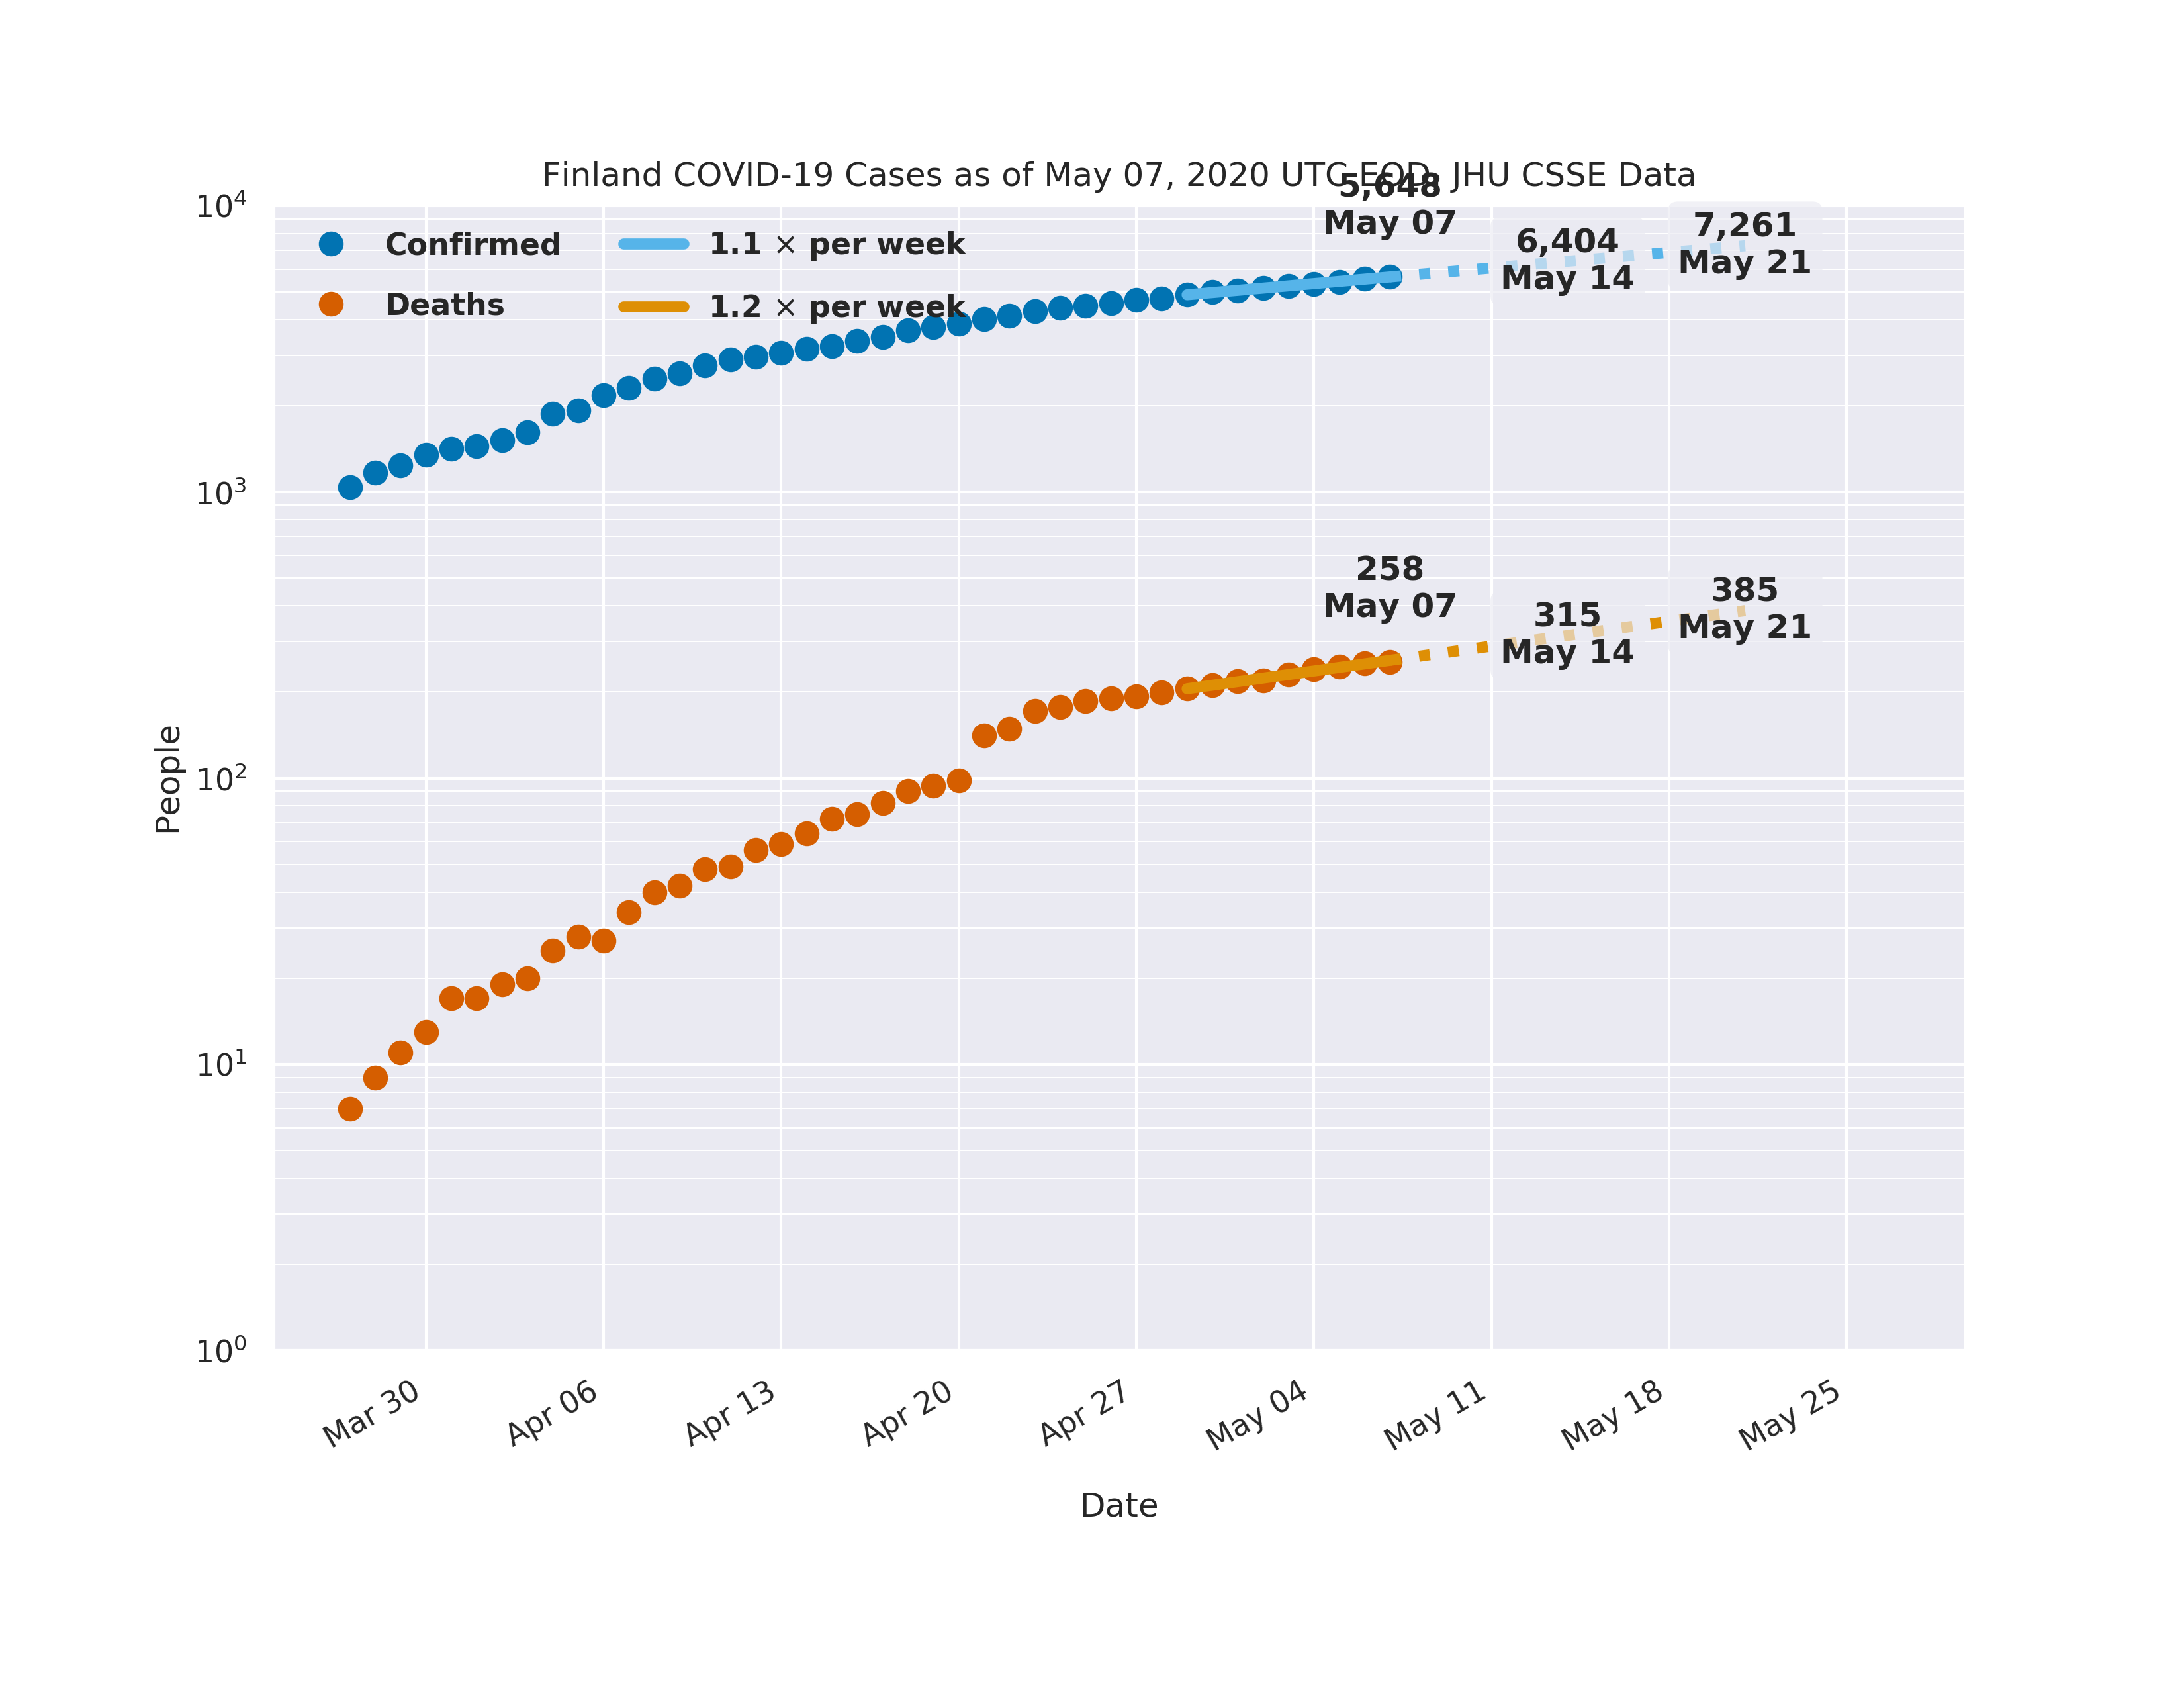 Finland COVID-19 Cases as of May 07, 2020 UTC EOD, JHU CSSE Data
5,648
May 07
6,404
May 14
7,261
May 21
Confirmed
Deaths
1.1 × per week
1.2 × per week
258
May 07
315
May 14
385
May 21
People
10⁴
10³
10²
10¹
10⁰
Mar 30
Apr 06
Apr 13
Apr 20
Apr 27
May 04
May 11
May 18
May 25
Date